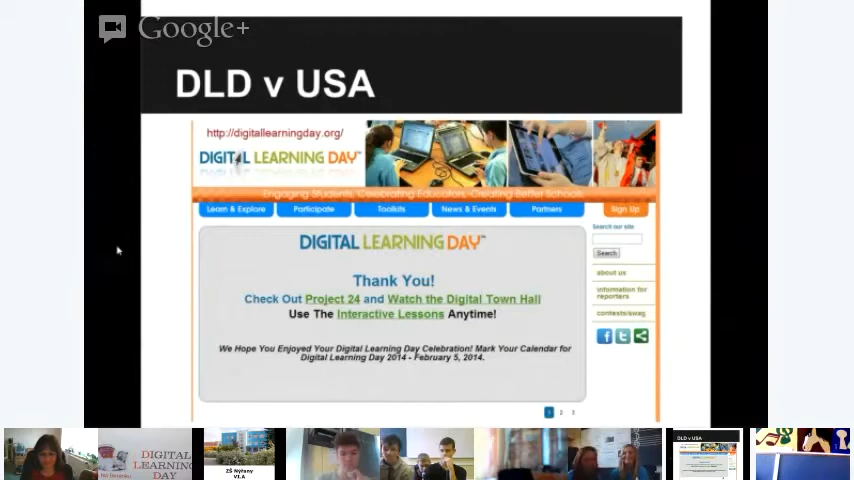 Google+
DLD v USA
http://digitallearningday.org/
DIGITAL LEARNING DAY™
Engaging Students, Celebrating Educators, Creating Better Schools
Learn & Explore Participate Toolkits News & Events Partners Sign Up
Search our site
Search
DIGITAL LEARNING DAY™
Thank You!
Check Out Project 24 and Watch the Digital Town Hall
Use The Interactive Lessons Anytime!
We Hope You Enjoyed Your Digital Learning Day Celebration! Mark Your Calendar for
Digital Learning Day 2014 - February 5, 2014.
about us
information for
reporters
contests/swag
1 2 3
DIGITAL
LEARNING
DAY
ZŠ Nýřany
VI.A
DLD v USA